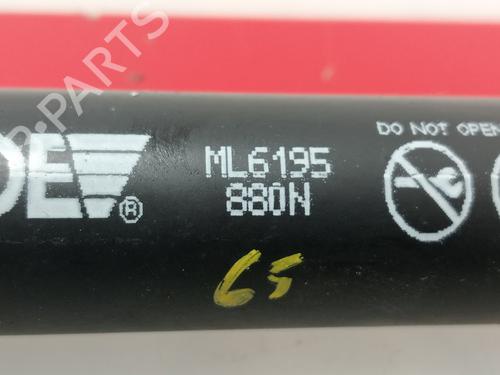 PARTS
DE®
ML6195
880N
DO NOT OPEN
65